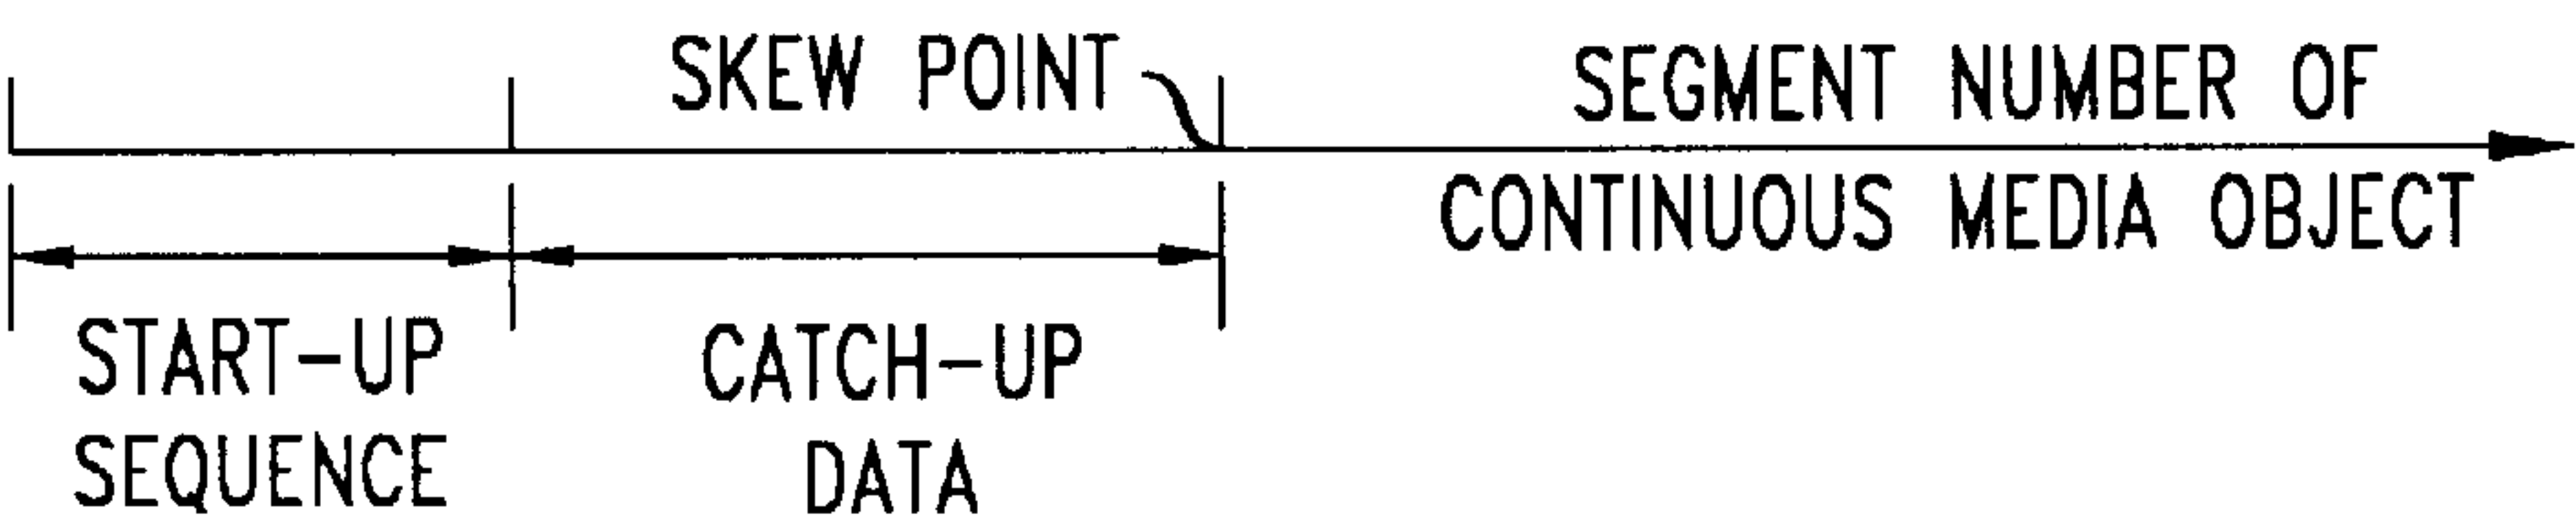 SKEW POINT
SEGMENT NUMBER OF
CONTINUOUS MEDIA OBJECT
START-UP
SEQUENCE
CATCH-UP
DATA